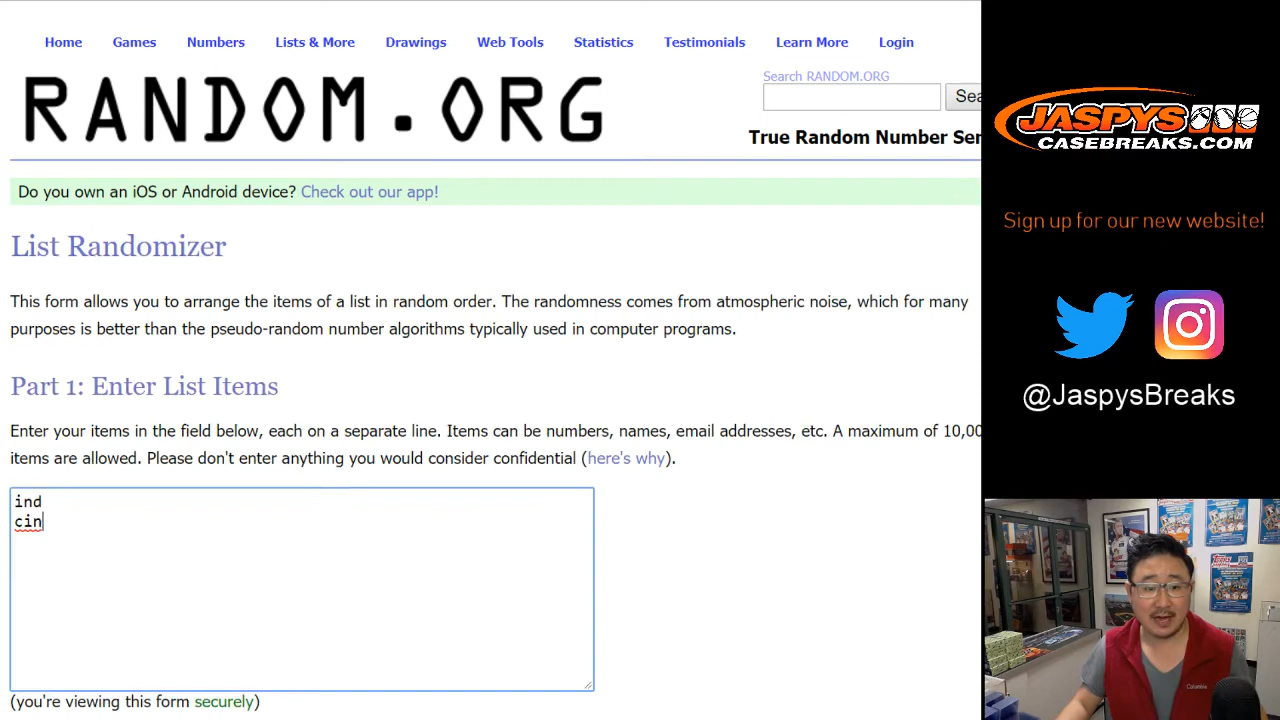 Home Games Numbers Lists & More Drawings Web Tools Statistics Testimonials Learn More Login
RANDOM.ORG
Search RANDOM.ORG
Sea
True Random Number Ser
Do you own an iOS or Android device? Check out our app!
List Randomizer
This form allows you to arrange the items of a list in random order. The randomness comes from atmospheric noise, which for many
purposes is better than the pseudo-random number algorithms typically used in computer programs.
Part 1: Enter List Items
Enter your items in the field below, each on a separate line. Items can be numbers, names, email addresses, etc. A maximum of 10,00
items are allowed. Please don't enter anything you would consider confidential (here's why).
ind
cin
(you're viewing this form securely)
JASPYS
CASEBREAKS.COM
Sign up for our new website!
@JaspysBreaks
Columbia